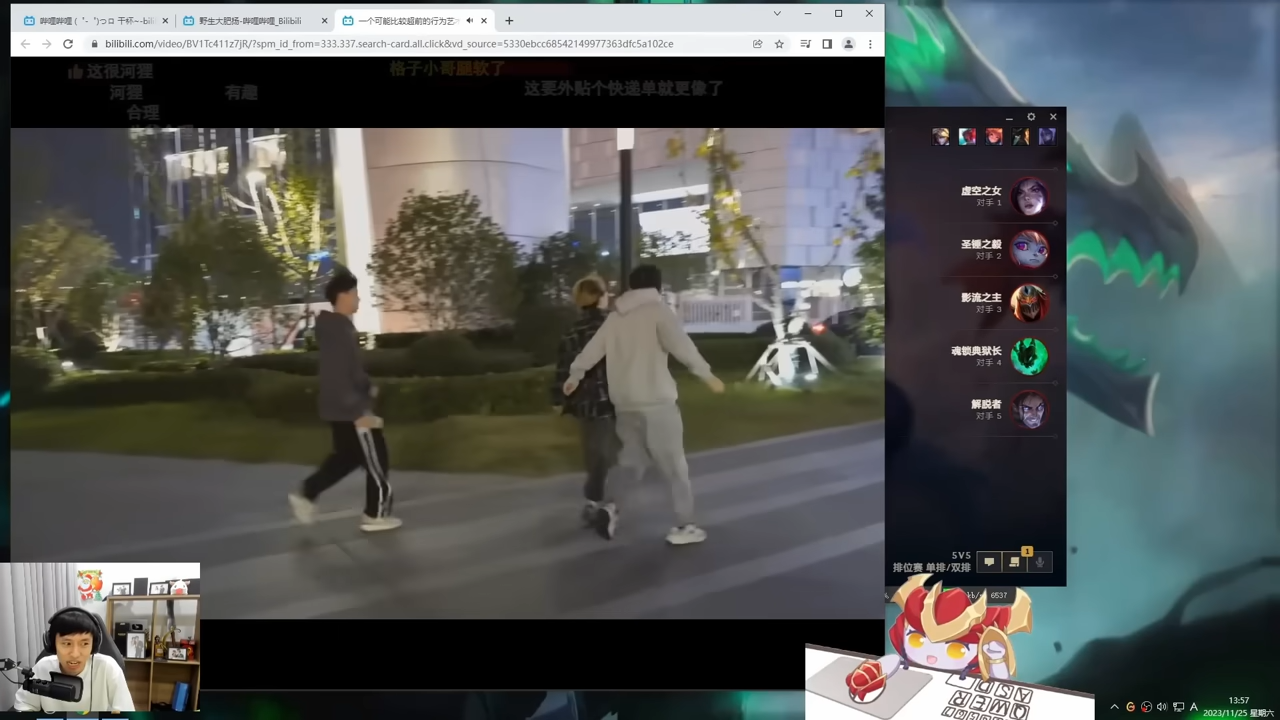 哔哩哔哩 (゜-゜)つロ 干杯~-bili
野生大肥扬-哔哩哔哩_Bilibili
一个可能比较超前的行为艺
bilibili.com/video/BV1Tc411z7jR/?spm_id_from=333.337.search-card.all.click&vd_source=5330ebcc68542149977363dfc5a102ce
这很河狸
格子小哥腿软了
河狸
有趣
这要外贴个快递单就更像了
合理
虚空之女
对手 1
圣锤之毅
对手 2
影流之主
对手 3
魂锁典狱长
对手 4
解脱者
对手 5
5V5
排位赛 单排/双排
1
6537
A
13:57
2023/11/25 星期六